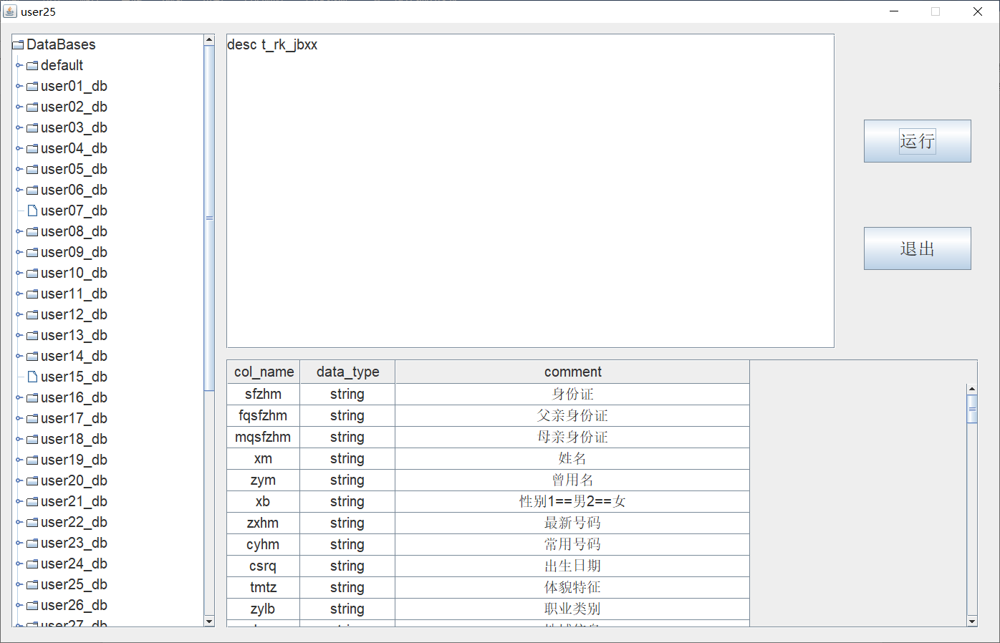 user25
DataBases
default
user01_db
user02_db
user03_db
user04_db
user05_db
user06_db
user07_db
user08_db
user09_db
user10_db
user11_db
user12_db
user13_db
user14_db
user15_db
user16_db
user17_db
user18_db
user19_db
user20_db
user21_db
user22_db
user23_db
user24_db
user25_db
user26_db
user27_db
desc t_rk_jbxx
运行
退出
col_name data_type comment
sfzhm string 身份证
fqsfzhm string 父亲身份证
mqsfzhm string 母亲身份证
xm string 姓名
zym string 曾用名
xb string 性别1==男2==女
zxhm string 最新号码
cyhm string 常用号码
csrq string 出生日期
tmtz string 体貌特征
zylb string 职业类别